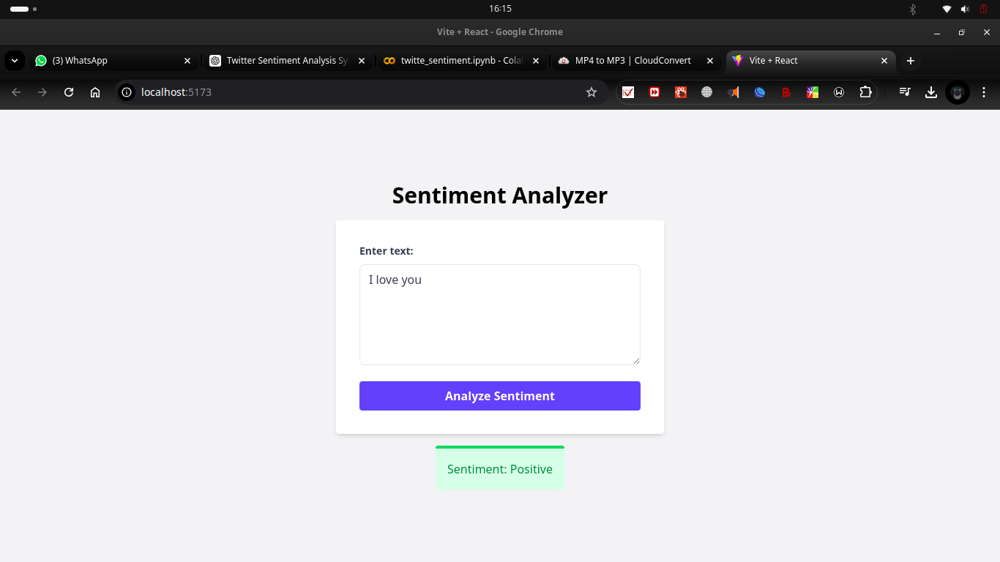 16:15
Vite + React - Google Chrome
(3) WhatsApp
Twitter Sentiment Analysis Sy
twitte_sentiment.ipynb - Colab
MP4 to MP3 | CloudConvert
Vite + React
localhost:5173
Sentiment Analyzer
Enter text:
I love you
Analyze Sentiment
Sentiment: Positive